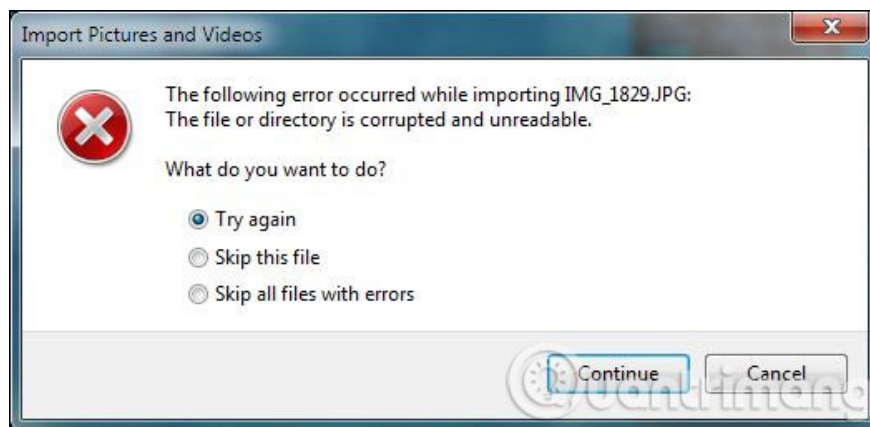 Import Pictures and Videos
The following error occurred while importing IMG_1829.JPG:
The file or directory is corrupted and unreadable.
What do you want to do?
Try again
Skip this file
Skip all files with errors
Continue
Cancel
Quantrimang